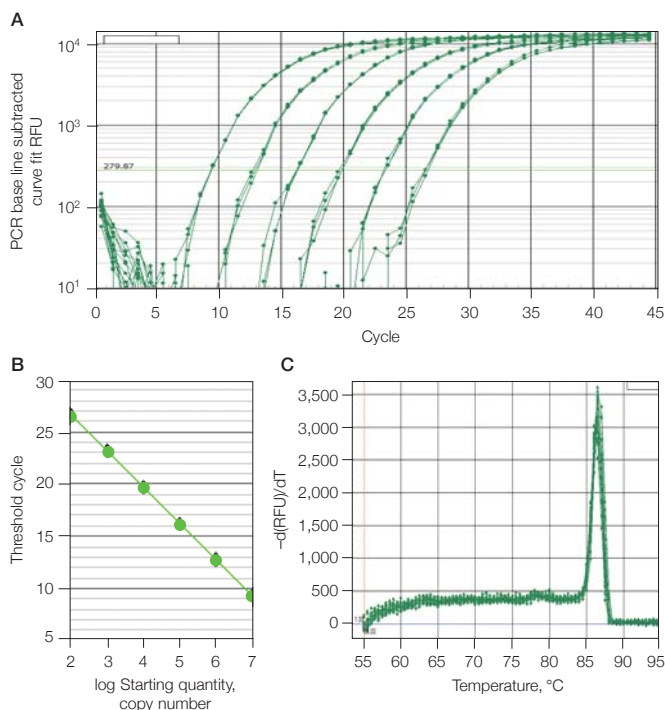 A
PCR base line subtracted
curve fit RFU
10⁴
10³
10²
10¹
279.67
0 5 10 15 20 25 30 35 40 45
Cycle
B
Threshold cycle
30
25
20
15
10
5
2 3 4 5 6 7
log Starting quantity,
copy number
C
–d(RFU)/dT
3,500
3,000
2,500
2,000
1,500
1,000
500
0
55 60 65 70 75 80 85 90 95
Temperature, °C